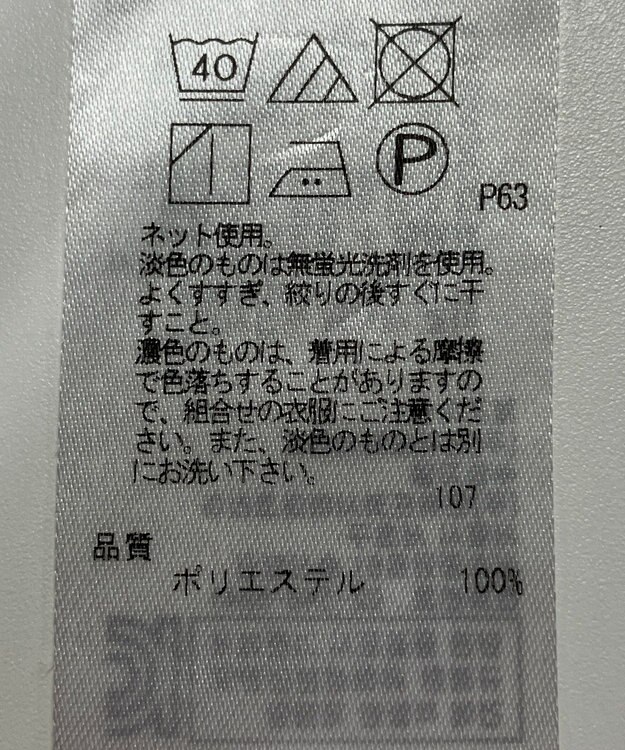 40
P
P63
ネット使用。
淡色のものは無蛍光洗剤を使用。
よくすすぎ、絞りの後すぐに干
すこと。
濃色のものは、着用による摩擦
で色落ちすることがありますの
で、組合せの衣服にご注意くだ
さい。また、淡色のものとは別
にお洗い下さい。
107
品質
ポリエステル 100%